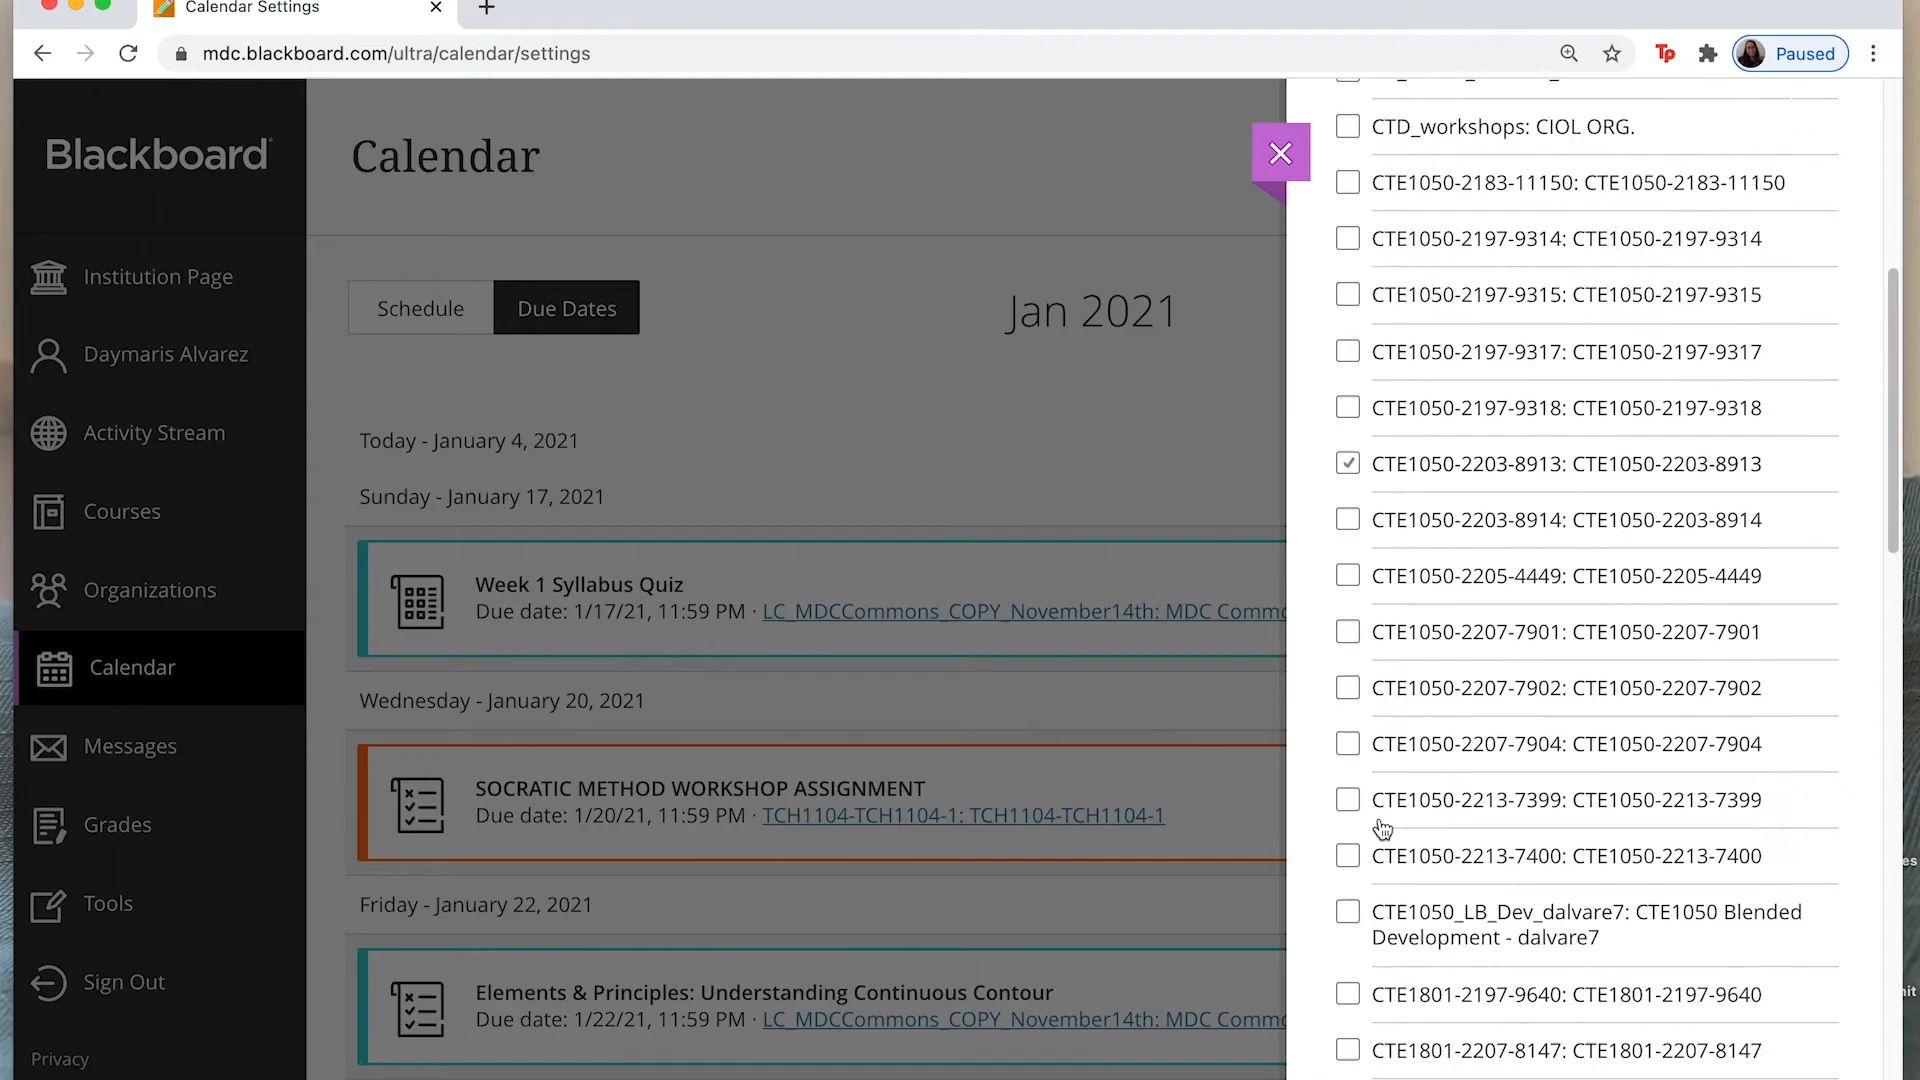 Calendar Settings
mdc.blackboard.com/ultra/calendar/settings
Tp
Paused
Blackboard
Institution Page
Daymaris Alvarez
Activity Stream
Courses
Organizations
Calendar
Messages
Grades
Tools
Sign Out
Privacy
Calendar
Schedule
Due Dates
Jan 2021
Today - January 4, 2021
Sunday - January 17, 2021
Week 1 Syllabus Quiz
Due date: 1/17/21, 11:59 PM · LC_MDCCommons_COPY_November14th: MDC Commo
Wednesday - January 20, 2021
SOCRATIC METHOD WORKSHOP ASSIGNMENT
Due date: 1/20/21, 11:59 PM · TCH1104-TCH1104-1: TCH1104-TCH1104-1
Friday - January 22, 2021
Elements & Principles: Understanding Continuous Contour
Due date: 1/22/21, 11:59 PM · LC_MDCCommons_COPY_November14th: MDC Commo
CTD_workshops: CIOL ORG.
CTE1050-2183-11150: CTE1050-2183-11150
CTE1050-2197-9314: CTE1050-2197-9314
CTE1050-2197-9315: CTE1050-2197-9315
CTE1050-2197-9317: CTE1050-2197-9317
CTE1050-2197-9318: CTE1050-2197-9318
CTE1050-2203-8913: CTE1050-2203-8913
CTE1050-2203-8914: CTE1050-2203-8914
CTE1050-2205-4449: CTE1050-2205-4449
CTE1050-2207-7901: CTE1050-2207-7901
CTE1050-2207-7902: CTE1050-2207-7902
CTE1050-2207-7904: CTE1050-2207-7904
CTE1050-2213-7399: CTE1050-2213-7399
CTE1050-2213-7400: CTE1050-2213-7400
CTE1050_LB_Dev_dalvare7: CTE1050 Blended
Development - dalvare7
CTE1801-2197-9640: CTE1801-2197-9640
CTE1801-2207-8147: CTE1801-2207-8147